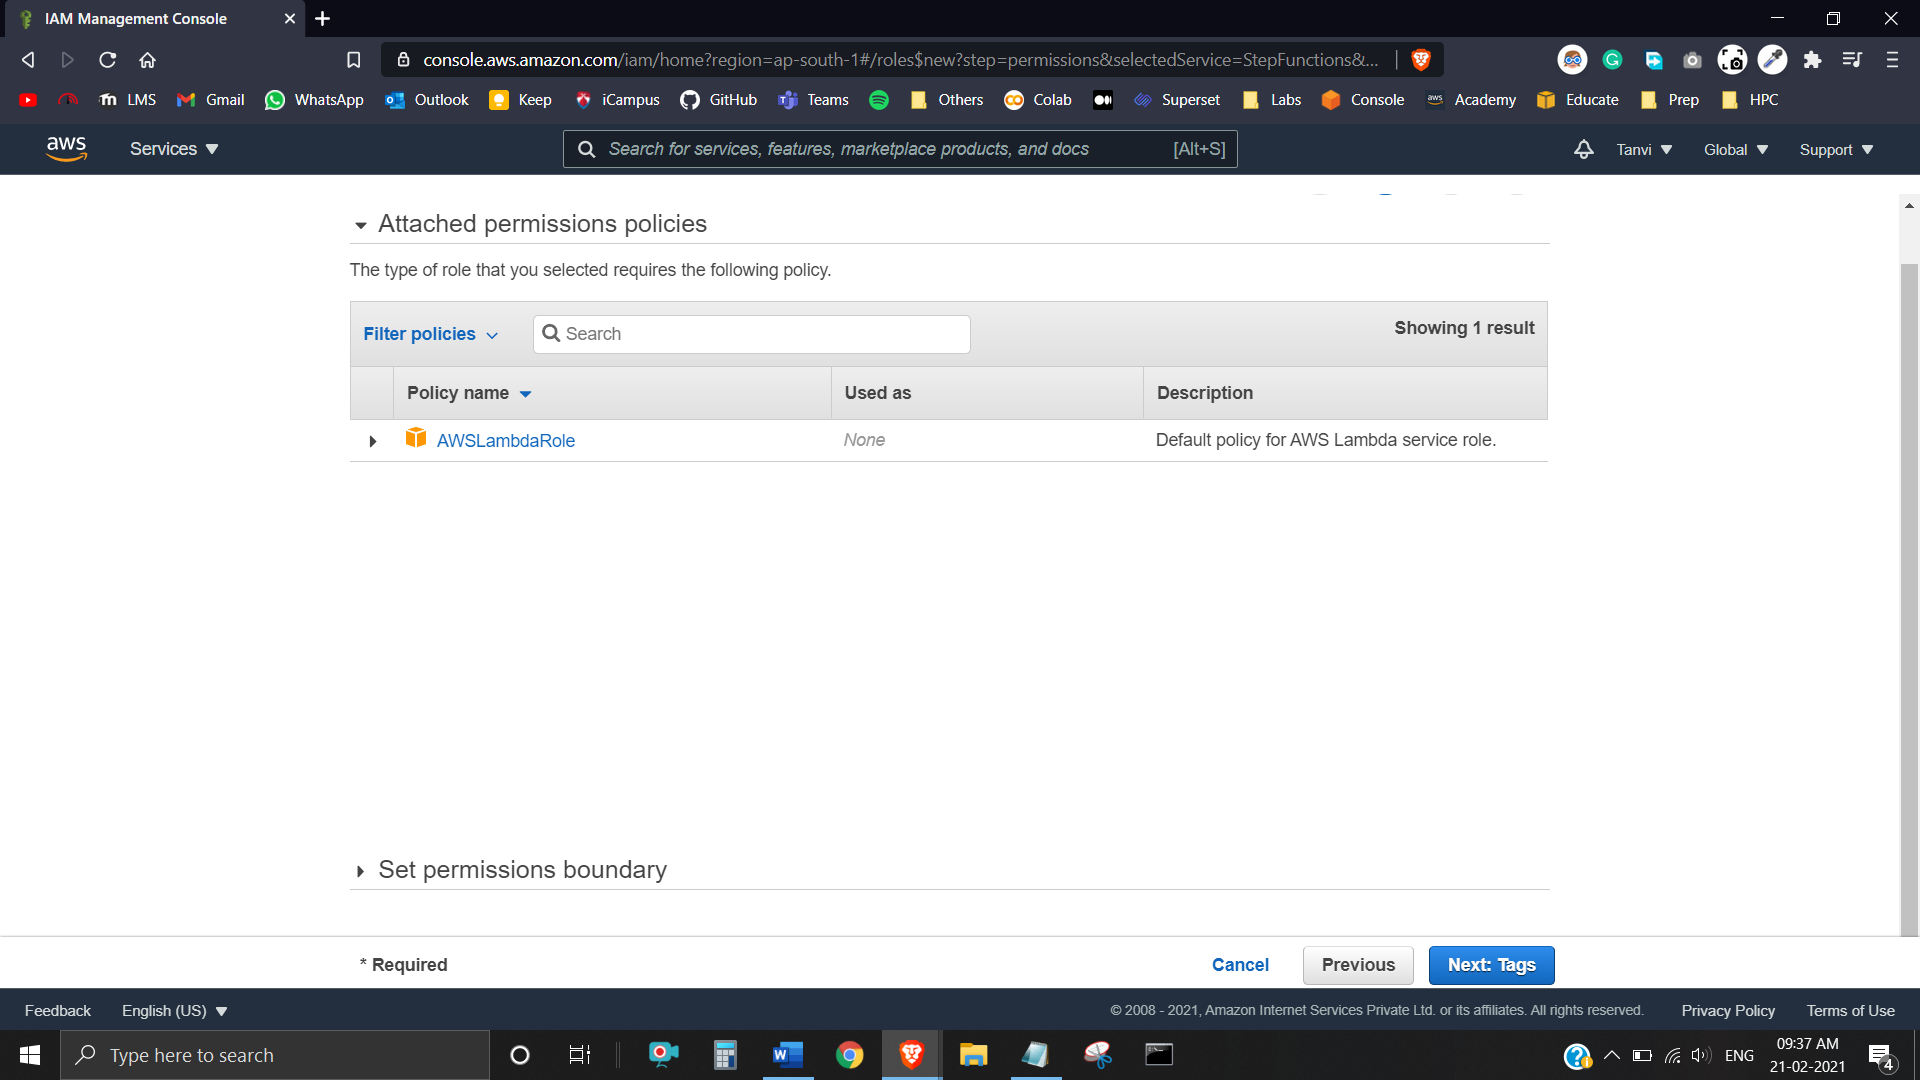 IAM Management Console
console.aws.amazon.com/iam/home?region=ap-south-1#/roles$new?step=permissions&selectedService=StepFunctions&...
LMS Gmail WhatsApp Outlook Keep iCampus GitHub Teams Others Colab Superset Labs Console aws Academy Educate Prep HPC
aws Services Search for services, features, marketplace products, and docs [Alt+S] Tanvi Global Support
Attached permissions policies
The type of role that you selected requires the following policy.
Filter policies Search Showing 1 result
Policy name Used as Description
AWSLambdaRole None Default policy for AWS Lambda service role.
Set permissions boundary
* Required Cancel Previous Next: Tags
Feedback English (US) © 2008 - 2021, Amazon Internet Services Private Ltd. or its affiliates. All rights reserved. Privacy Policy Terms of Use
Type here to search ENG 09:37 AM
21-02-2021 4